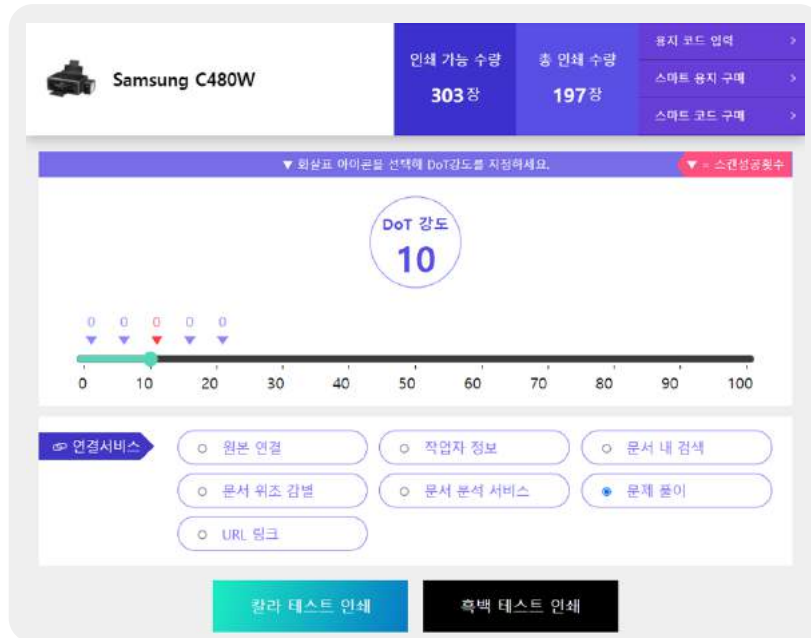 Samsung C480W
인쇄 가능 수량
303장
총 인쇄 수량
197장
용지 코드 입력 >
스마트 용지 구매 >
스마트 코드 구매 >
▼ 화살표 아이콘을 선택해 DoT강도를 지정하세요.
▼ = 스캔성공횟수
DoT 강도
10
0 0 0 0 0
0 10 20 30 40 50 60 70 80 90 100
연결서비스
원본 연결
작업자 정보
문서 내 검색
문서 위조 감별
문서 분석 서비스
문제 풀이
URL 링크
칼라 테스트 인쇄
흑백 테스트 인쇄